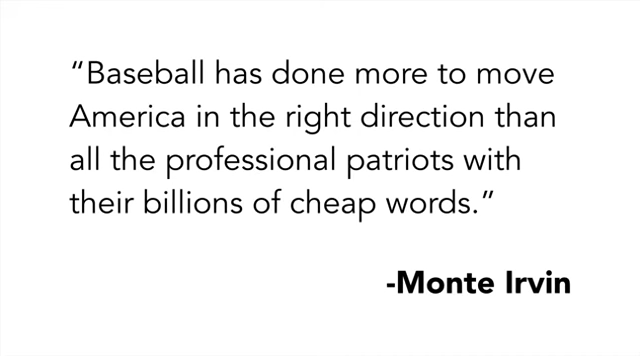 “Baseball has done more to move
America in the right direction than
all the professional patriots with
their billions of cheap words.”
-Monte Irvin